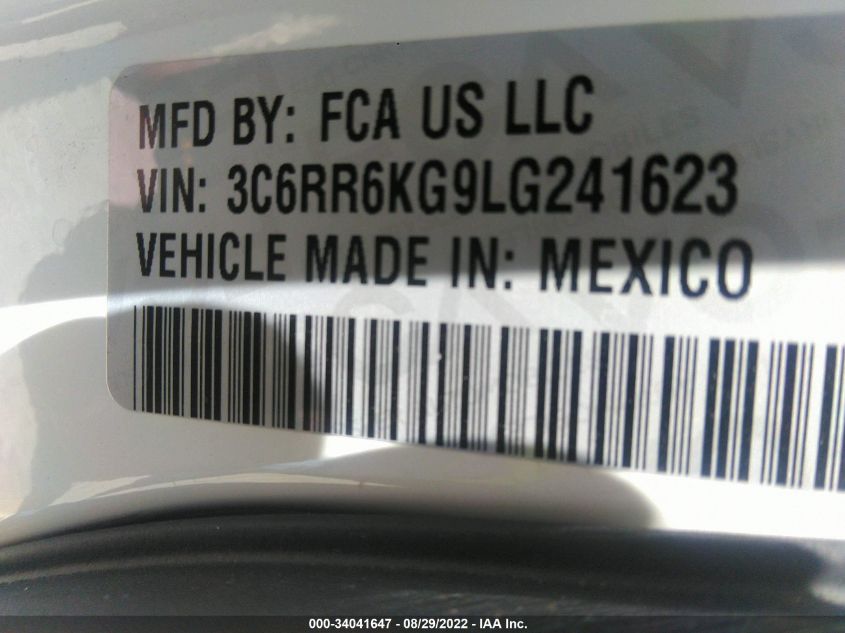 MFD BY: FCA US LLC
VIN: 3C6RR6KG9LG241623
VEHICLE MADE IN: MEXICO
000-34041647 - 08/29/2022 - IAA Inc.